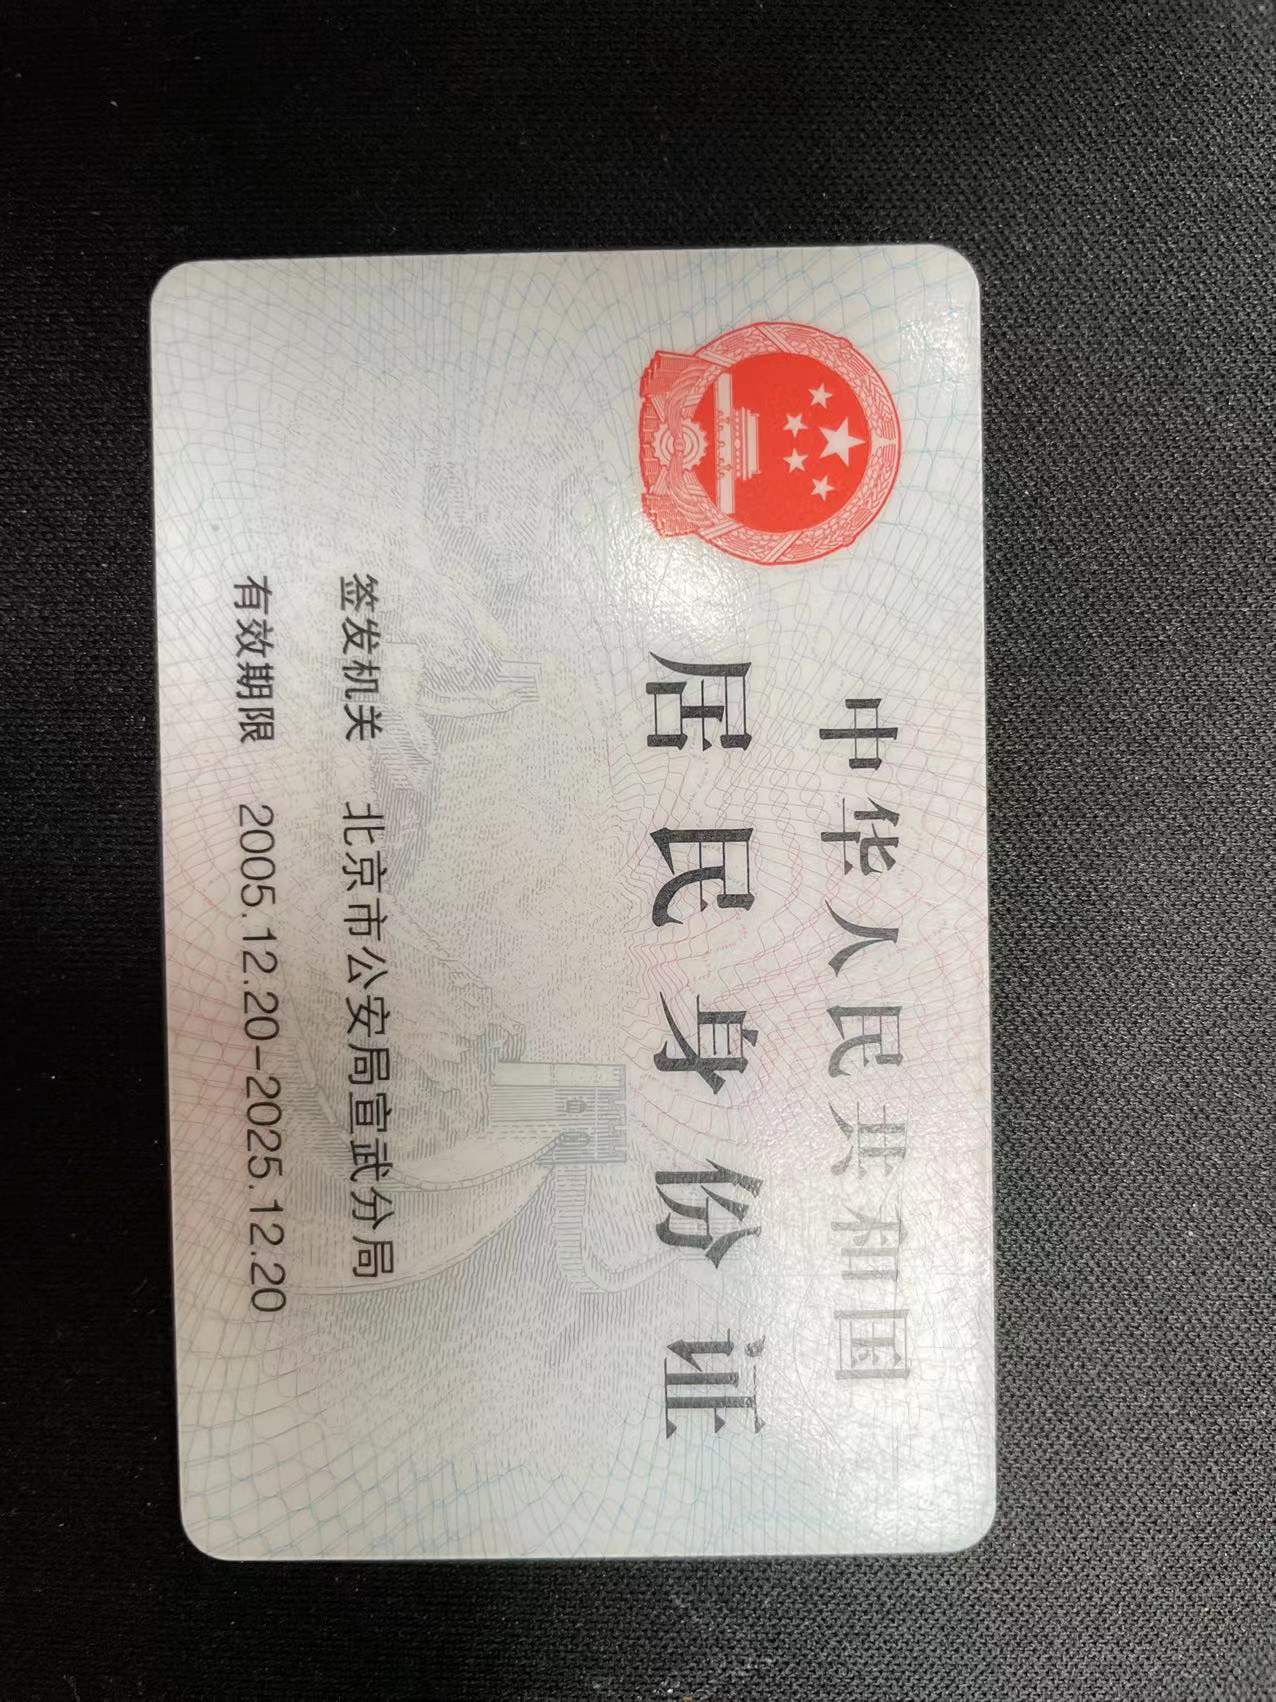 中华人民共和国
居民身份证
签发机关 北京市公安局宣武分局
有效期限 2005.12.20-2025.12.20